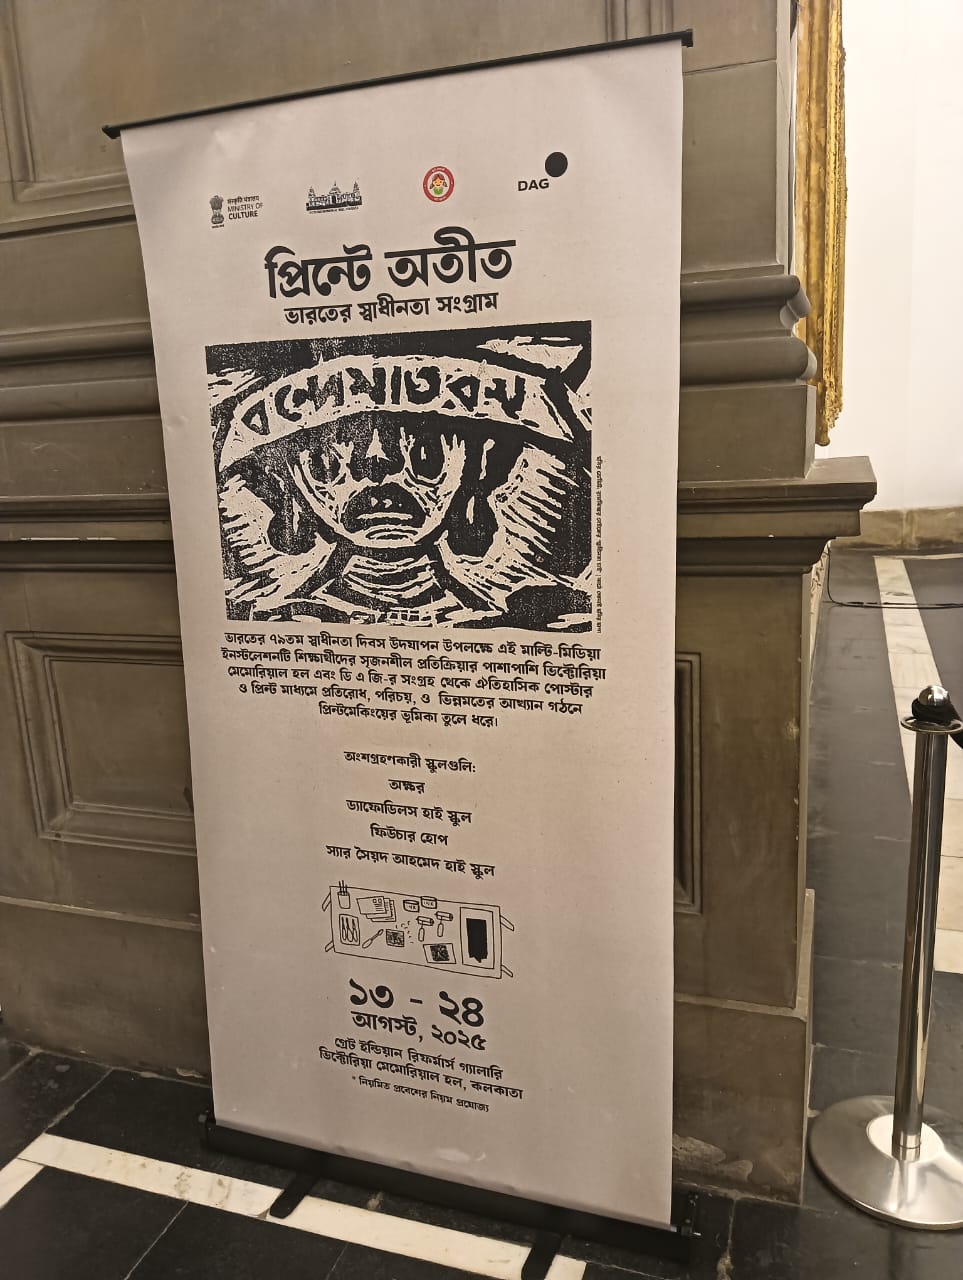 संस्कृति मंत्रालय
MINISTRY OF
CULTURE
DAG
প্রিন্টে অতীত
ভারতের স্বাধীনতা সংগ্রাম
বন্দেমাতরম
ভারতের ৭৯তম স্বাধীনতা দিবস উদযাপন উপলক্ষে এই মাল্টি-মিডিয়া
ইনস্টলেশনটি শিক্ষার্থীদের সৃজনশীল প্রতিক্রিয়ার পাশাপাশি ভিক্টোরিয়া
মেমোরিয়াল হল এবং ডি এ জি-র সংগ্রহ থেকে ঐতিহাসিক পোস্টার
ও প্রিন্ট মাধ্যমে প্রতিরোধ, পরিচয়, ও ভিন্নমতের আখ্যান গঠনে
প্রিন্টমেকিংয়ের ভূমিকা তুলে ধরে।
অংশগ্রহণকারী স্কুলগুলি:
অক্ষর
ড্যাফোডিলস হাই স্কুল
ফিউচার হোপ
স্যার সৈয়দ আহমেদ হাই স্কুল
১৩ - ২৪
আগস্ট, ২০২৫
গ্রেট ইন্ডিয়ান রিফর্মার্স গ্যালারি
ভিক্টোরিয়া মেমোরিয়াল হল, কলকাতা
* নিয়মিত প্রবেশের নিয়ম প্রযোজ্য